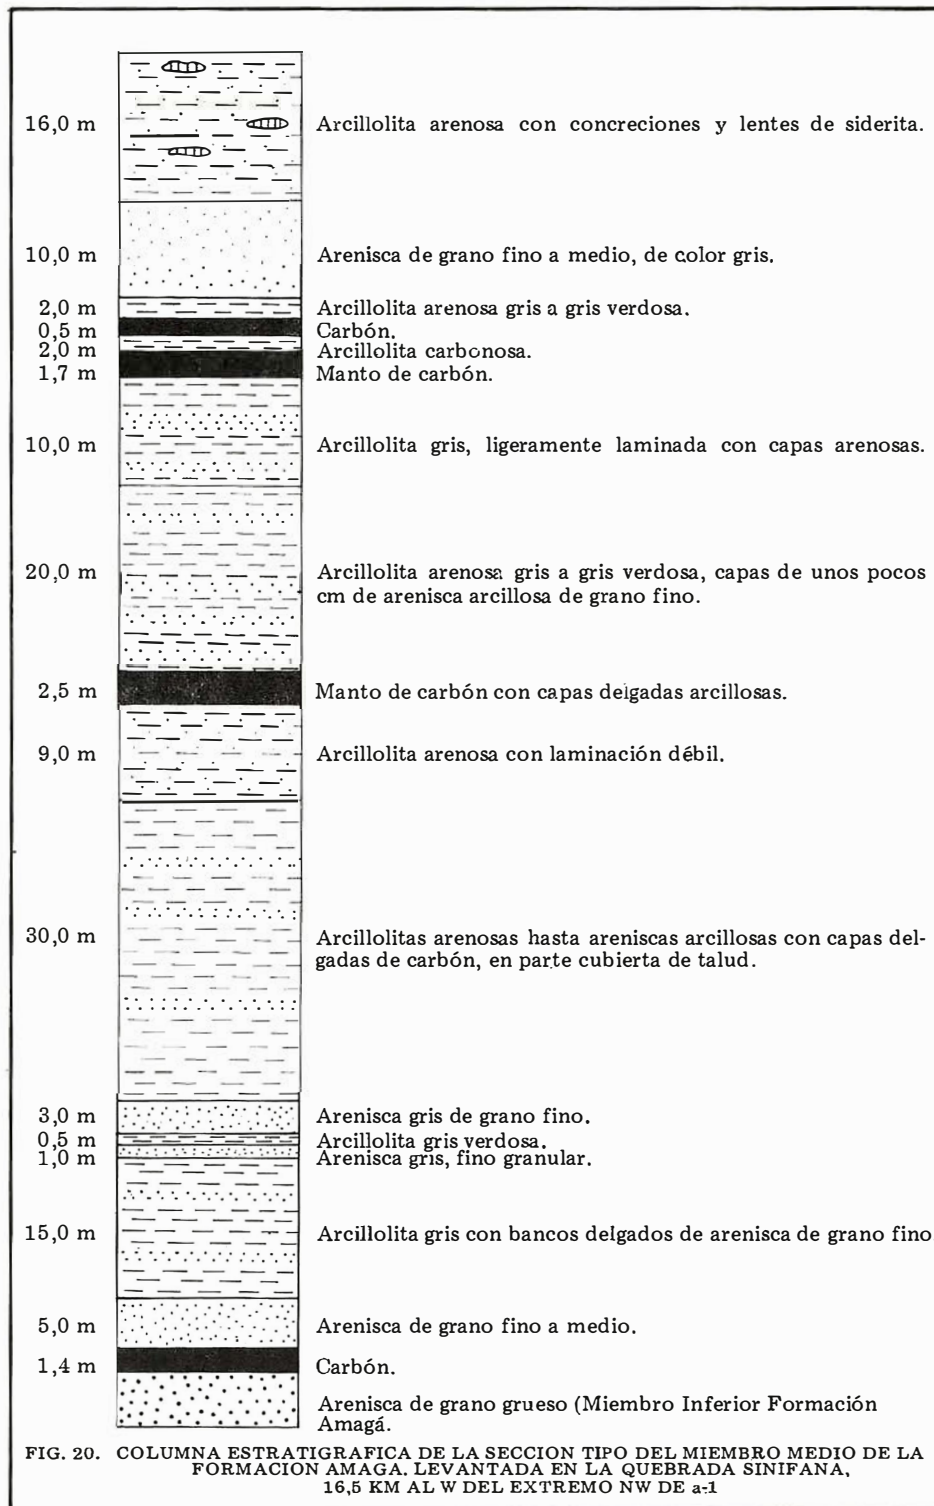 16,0 m Arcillolita arenosa con concreciones y lentes de siderita.
10,0 m Arenisca de grano fino a medio, de color gris.
2,0 m Arcillolita arenosa gris a gris verdosa.
0,5 m Carbón.
2,0 m Arcillolita carbonosa.
1,7 m Manto de carbón.
10,0 m Arcillolita gris, ligeramente laminada con capas arenosas.
20,0 m Arcillolita arenosa gris a gris verdosa, capas de unos pocos
cm de arenisca arcillosa de grano fino.
2,5 m Manto de carbón con capas delgadas arcillosas.
9,0 m Arcillolita arenosa con laminación débil.
30,0 m Arcillolitas arenosas hasta areniscas arcillosas con capas del-
gadas de carbón, en parte cubierta de talud.
3,0 m Arenisca gris de grano fino.
0,5 m Arcillolita gris verdosa.
1,0 m Arenisca gris, fino granular.
15,0 m Arcillolita gris con bancos delgados de arenisca de grano fino
5,0 m Arenisca de grano fino a medio.
1,4 m Carbón.
Arenisca de grano grueso (Miembro Inferior Formación
Amagá.
FIG. 20. COLUMNA ESTRATIGRAFICA DE LA SECCION TIPO DEL MIEMBRO MEDIO DE LA
FORMACION AMAGA. LEVANTADA EN LA QUEBRADA SINIFANA,
16,5 KM AL W DEL EXTREMO NW DE a-1